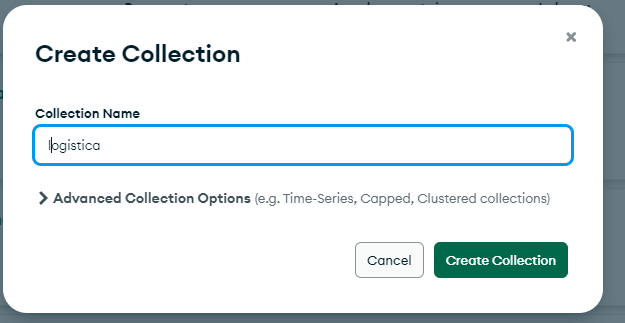 Create Collection
Collection Name
logistica
Advanced Collection Options (e.g. Time-Series, Capped, Clustered collections)
Cancel Create Collection